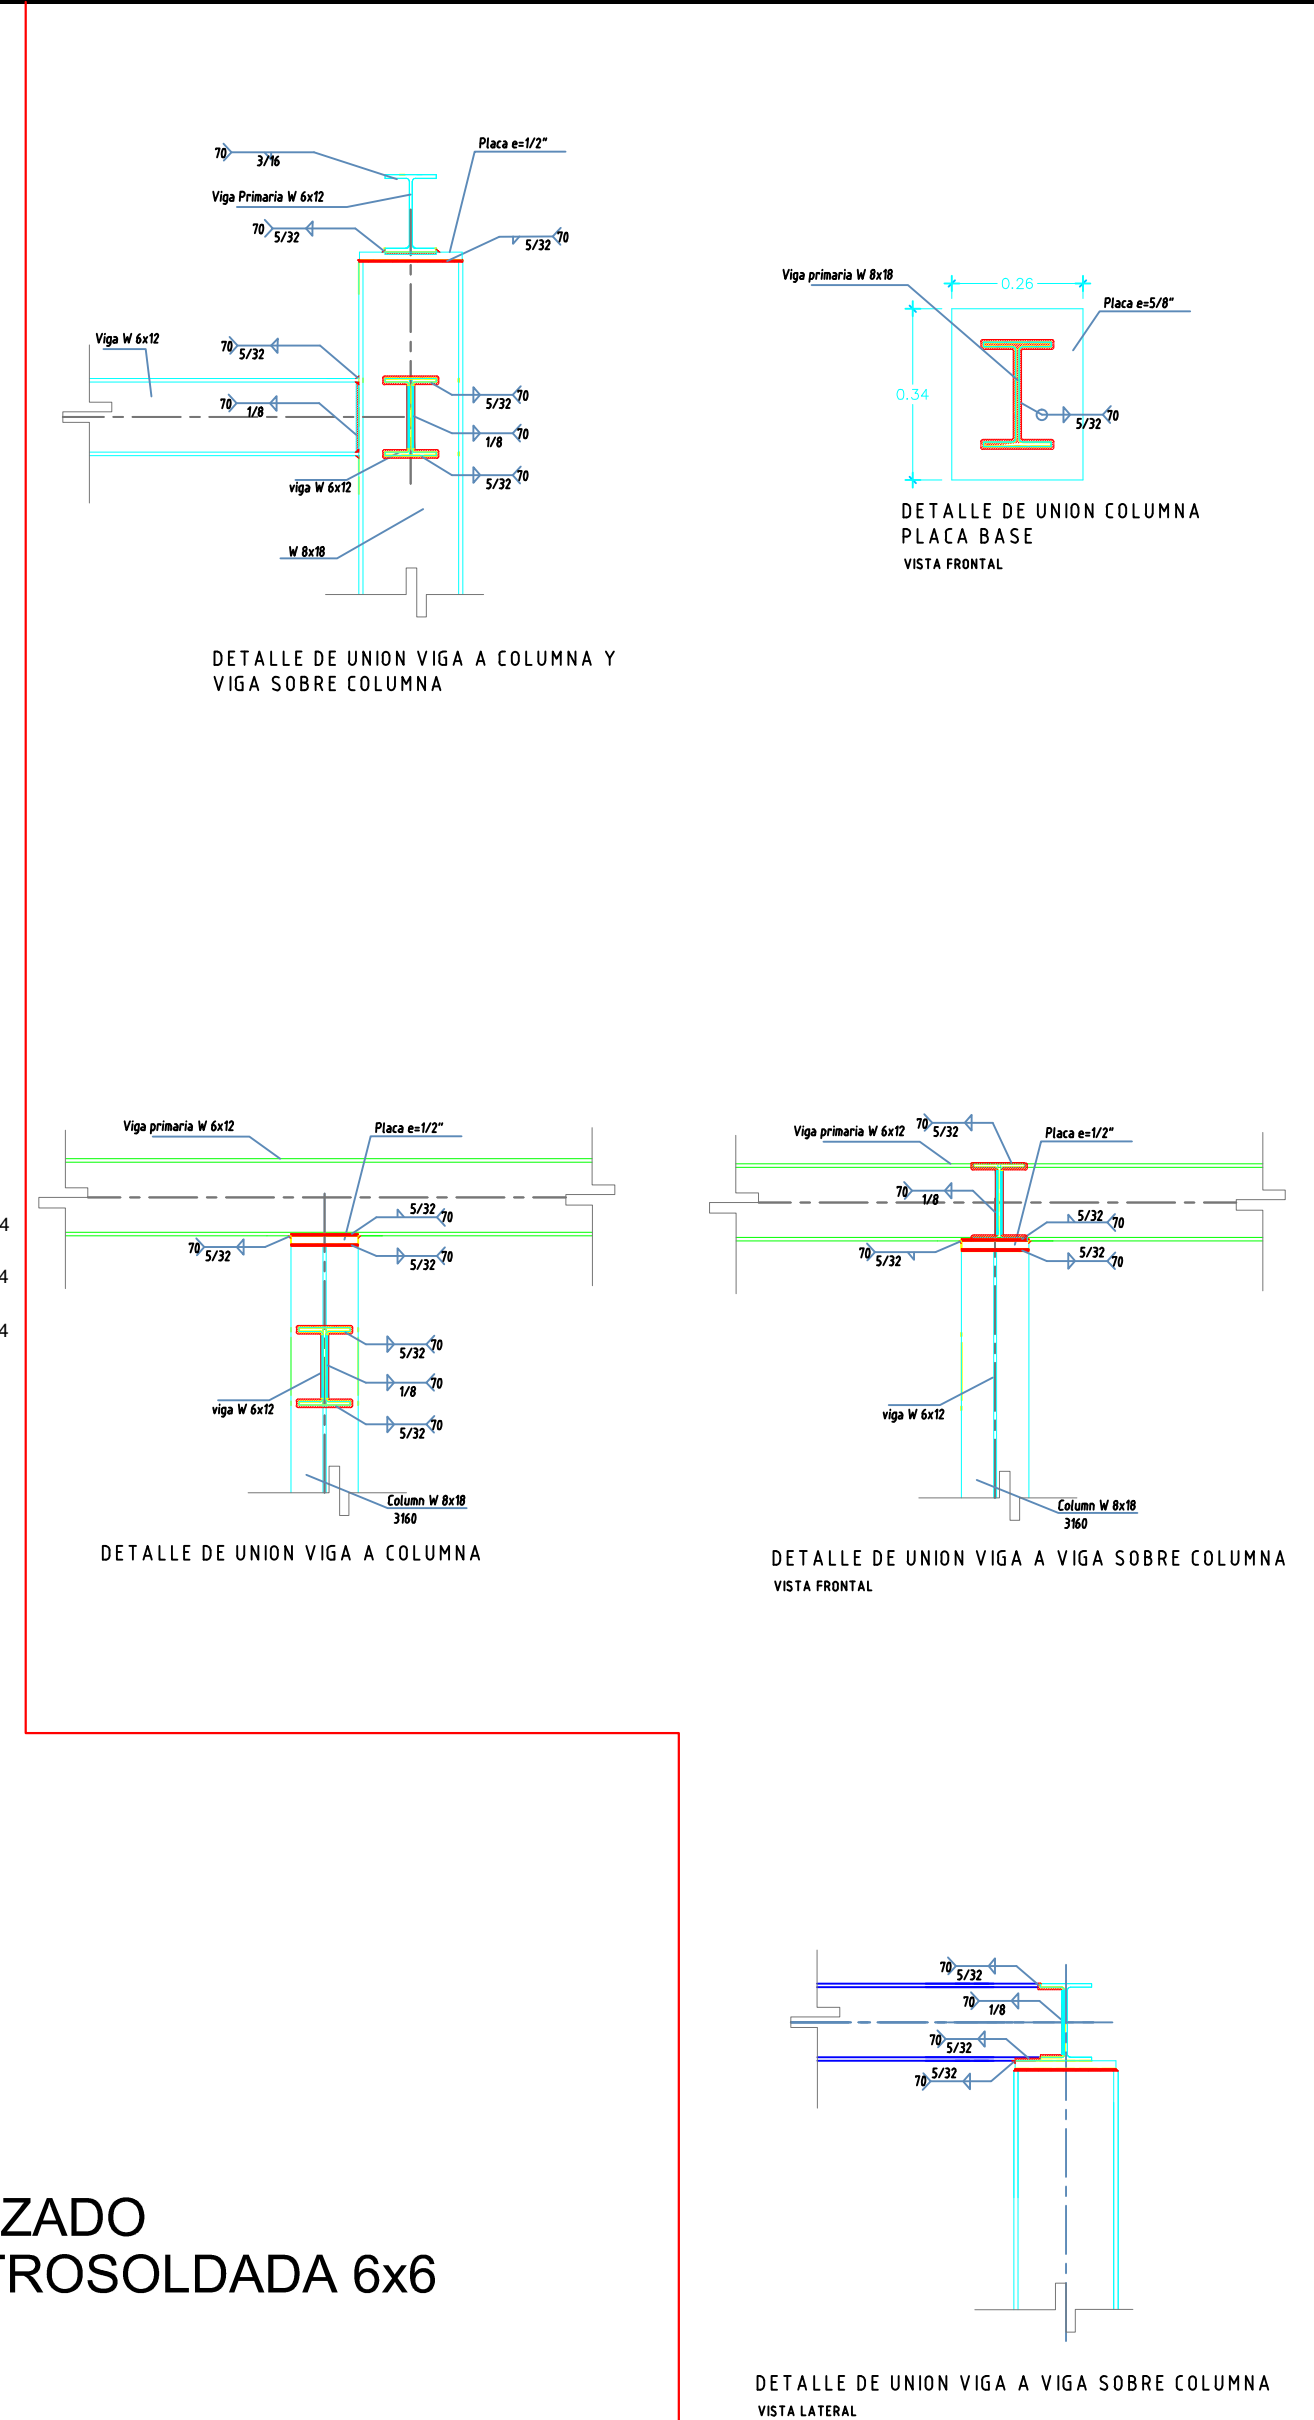 70
3/16
Placa e=1/2"
Viga Primaria W 6x12
70
5/32
5/32
70
Viga W 6x12
70
5/32
70
1/8
5/32
70
1/8
70
5/32
70
viga W 6x12
W 8x18
DETALLE DE UNION VIGA A COLUMNA Y
VIGA SOBRE COLUMNA
Viga primaria W 8x18
0.26
Placa e=5/8"
0.34
5/32
70
DETALLE DE UNION COLUMNA
PLACA BASE
VISTA FRONTAL
Viga primaria W 6x12
Placa e=1/2"
5/32
70
70
5/32
5/32
70
5/32
70
1/8
70
viga W 6x12
5/32
70
Column W 8x18
3160
DETALLE DE UNION VIGA A COLUMNA
4
4
4
70
5/32
Viga primaria W 6x12
Placa e=1/2"
70
1/8
5/32
70
70
5/32
5/32
70
viga W 6x12
Column W 8x18
3160
DETALLE DE UNION VIGA A VIGA SOBRE COLUMNA
VISTA FRONTAL
70
5/32
70
1/8
70
5/32
70
5/32
ZADO
TROSOLDADA 6x6
DETALLE DE UNION VIGA A VIGA SOBRE COLUMNA
VISTA LATERAL